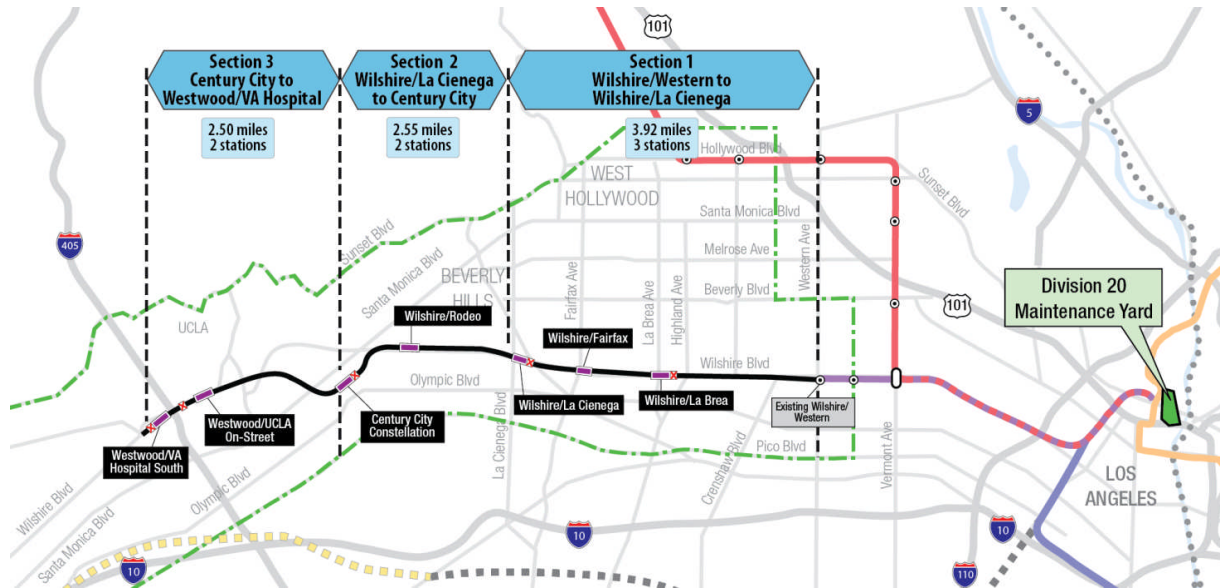 101
Section 3
Century City to
Westwood/VA Hospital
Section 2
Wilshire/La Cienega
to Century City
Section 1
Wilshire/Western to
Wilshire/La Cienega
2.50 miles
2 stations
2.55 miles
2 stations
3.92 miles
3 stations
5
Hollywood Blvd
WEST
HOLLYWOOD
Sunset Blvd
Santa Monica Blvd
405
Sunset Blvd
Melrose Ave
Western Ave
Santa Monica Blvd
BEVERLY
HILLS
Fairfax Ave
La Brea Ave
Highland Ave
Beverly Blvd
101
Division 20
Maintenance Yard
UCLA
Wilshire/Rodeo
Wilshire/Fairfax
Wilshire Blvd
Olympic Blvd
Wilshire/La Cienega
Wilshire/La Brea
Existing Wilshire/
Western
Westwood/UCLA
On-Street
Century City
Constellation
Westwood/VA
Hospital South
La Cienega Blvd
Crenshaw Blvd
Pico Blvd
Vermont Ave
LOS
ANGELES
Wilshire Blvd
Santa Monica Blvd
Olympic Blvd
10
10
10
110